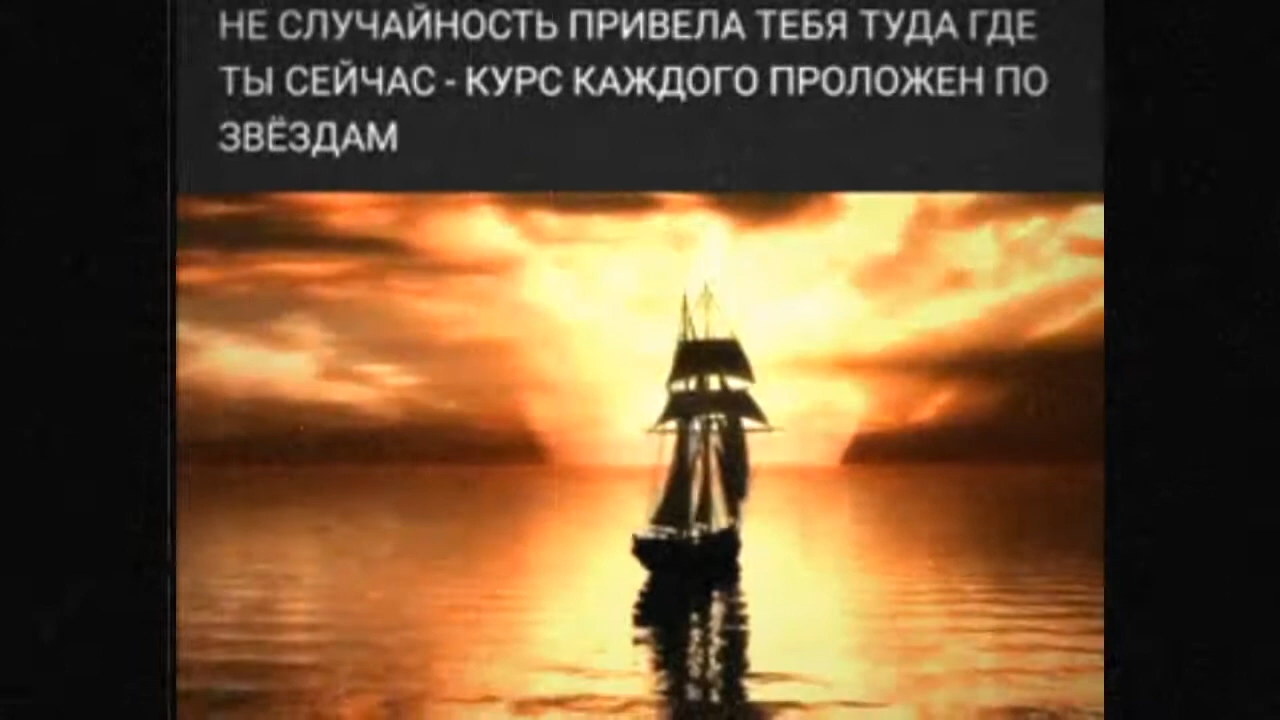 НЕ СЛУЧАЙНОСТЬ ПРИВЕЛА ТЕБЯ ТУДА ГДЕ
ТЫ СЕЙЧАС - КУРС КАЖДОГО ПРОЛОЖЕН ПО
ЗВЁЗДАМ